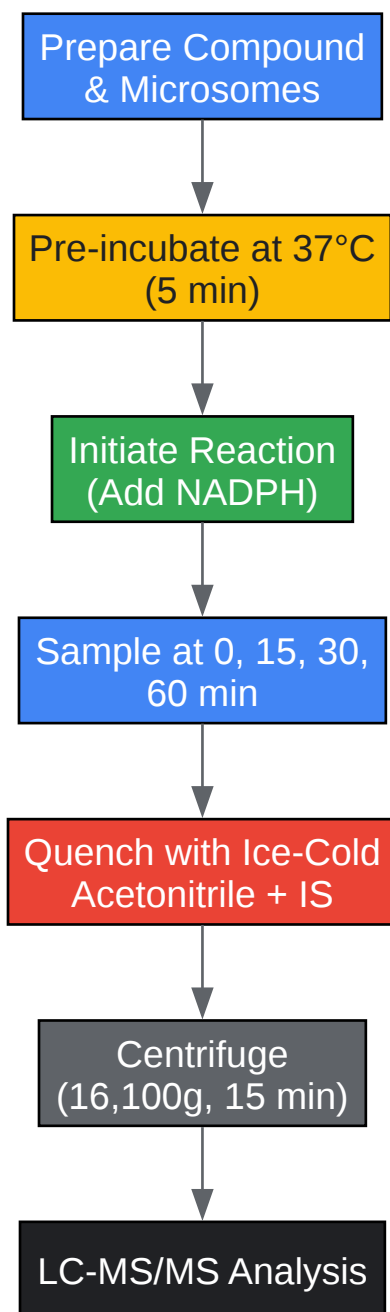 Prepare Compound
& Microsomes
Pre-incubate at 37°C
(5 min)
Initiate Reaction
(Add NADPH)
Sample at 0, 15, 30,
60 min
Quench with Ice-Cold
Acetonitrile + IS
Centrifuge
(16,100g, 15 min)
LC-MS/MS Analysis